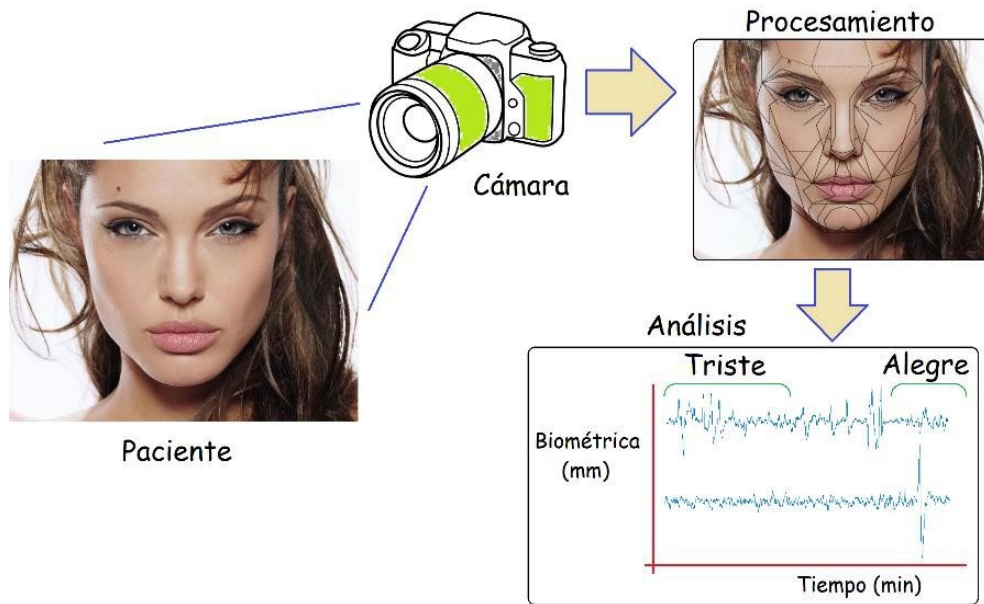 Procesamiento
Cámara
Paciente
Análisis
Triste
Alegre
Biométrica
(mm)
Tiempo (min)